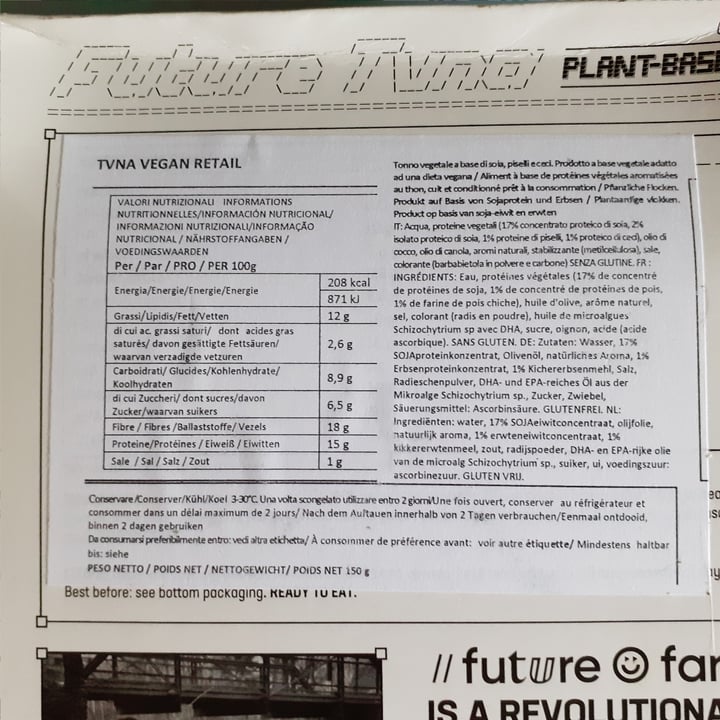 Future Tvna
PLANT-BASE
TVNA VEGAN RETAIL
VALORI NUTRIZIONALI INFORMATIONS
NUTRITIONNELLES/INFORMACIÓN NUTRICIONAL/
INFORMAZIONI NUTRIZIONALI/INFORMAÇÃO
NUTRICIONAL / NÄHRSTOFFANGABEN /
VOEDINGSWAARDEN
Per / Par / PRO / PER 100g
Energia/Energie/Energie/Energie
208 kcal
871 kJ
Grassi/Lipidis/Fett/Vetten 12 g
di cui ac. grassi saturi/ dont acides gras
saturés/ davon gesättigte Fettsäuren/
waarvan verzadigde vetzuren
2,6 g
Carboidrati/ Glucides/Kohlenhydrate/
Koolhydraten
8,9 g
di cui Zuccheri/ dont sucres/davon
Zucker/waarvan suikers
6,5 g
Fibre / Fibres /Ballaststoffe/ Vezels 18 g
Proteine/Protéines / Eiweiß / Eiwitten 15 g
Sale / Sal / Salz / Zout 1 g
Tonno vegetale a base di soia, piselli e ceci. Prodotto a base vegetale adatto
ad una dieta vegana / Aliment à base de protéines végétales aromatisées
au thon, cuit et conditionné prêt à la consommation / Pflanzliche Flocken.
Produkt auf Basis von Sojaprotein und Erbsen / Plantaardige vlokken.
Product op basis van soja-eiwit en erwten
IT: Acqua, proteine vegetali (17% concentrato proteico di soia, 2%
isolato proteico di soia, 1% proteine di piselli, 1% proteico di ceci), olio di
cocco, olio di canola, aromi naturali, stabilizzante (metilcellulosa), sale,
colorante (barbabietola in polvere e carbone) SENZA GLUTINE. FR :
INGRÉDIENTS: Eau, protéines végétales (17% de concentré
de protéines de soja, 1% de concentré de protéines de pois,
1% de farine de pois chiche), huile d'olive, arôme naturel,
sel, colorant (radis en poudre), huile de microalgues
Schizochytrium sp avec DHA, sucre, oignon, acide (acide
ascorbique). SANS GLUTEN. DE: Zutaten: Wasser, 17%
SOJAproteinkonzentrat, Olivenöl, natürliches Aroma, 1%
Erbsenproteinkonzentrat, 1% Kichererbsenmehl, Salz,
Radieschenpulver, DHA- und EPA-reiches Öl aus der
Mikroalge Schizochytrium sp., Zucker, Zwiebel,
Säuerungsmittel: Ascorbinsäure. GLUTENFREI. NL:
Ingrediënten: water, 17% SOJAeiwitconcentraat, olijfolie,
natuurlijk aroma, 1% erwteneiwitconcentraat, 1%
kikkererwtenmeel, zout, radijspoeder, DHA- en EPA-rijke olie
van de microalg Schizochytrium sp., suiker, ui, voedingszuur:
ascorbinezuur. GLUTEN VRIJ.
Conservare/Conserver/Kühl/Koel 3-30°C. Una volta scongelato utilizzare entro 2 giorni/Une fois ouvert, conserver au réfrigérateur et
consommer dans un délai maximum de 2 jours/ Nach dem Auftauen innerhalb von 2 Tagen verbrauchen/Eenmaal ontdooid,
binnen 2 dagen gebruiken
Da consumarsi preferibilmente entro: vedi altra etichetta/ À consommer de préférence avant: voir autre étiquette/ Mindestens haltbar
bis: siehe
PESO NETTO / POIDS NET / NETTOGEWICHT/ POIDS NET 150 g
Best before: see bottom packaging. READY TO EAT.
// future far
IS A REVOLUTIONA